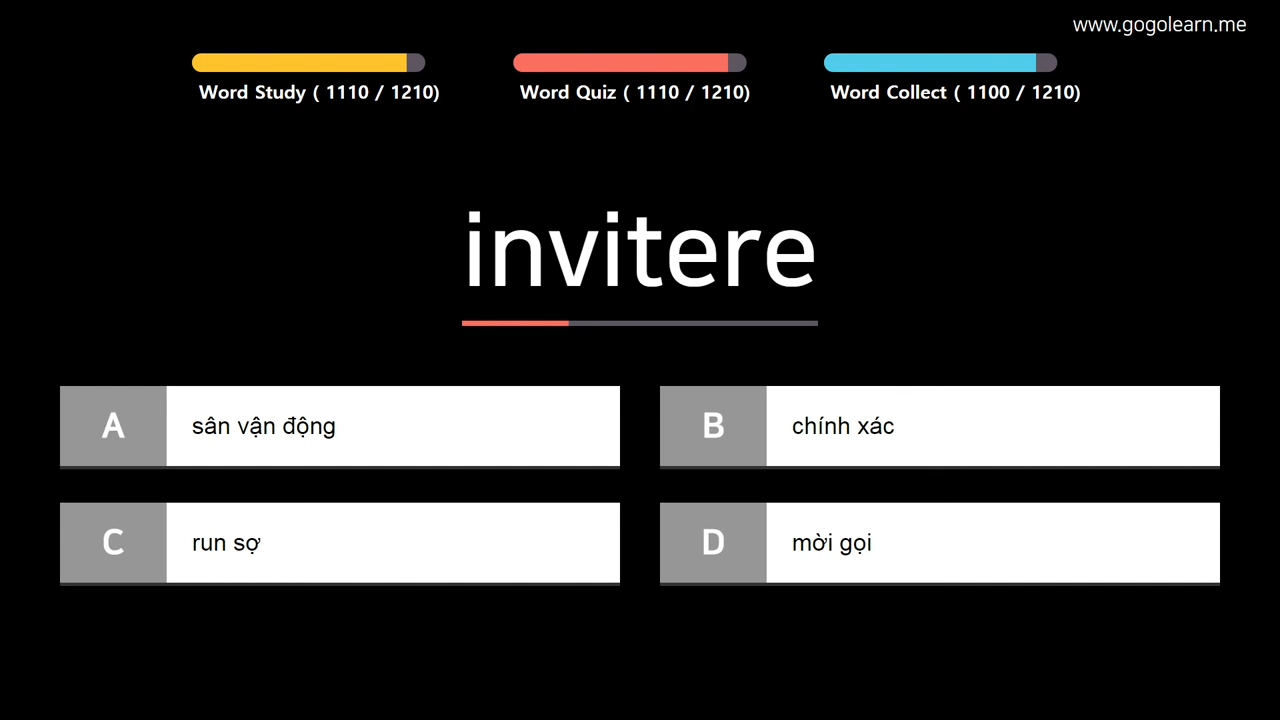 www.gogolearn.me
Word Study ( 1110 / 1210)
Word Quiz ( 1110 / 1210)
Word Collect ( 1100 / 1210)
invitere
A
sân vận động
B
chính xác
C
run sợ
D
mời gọi